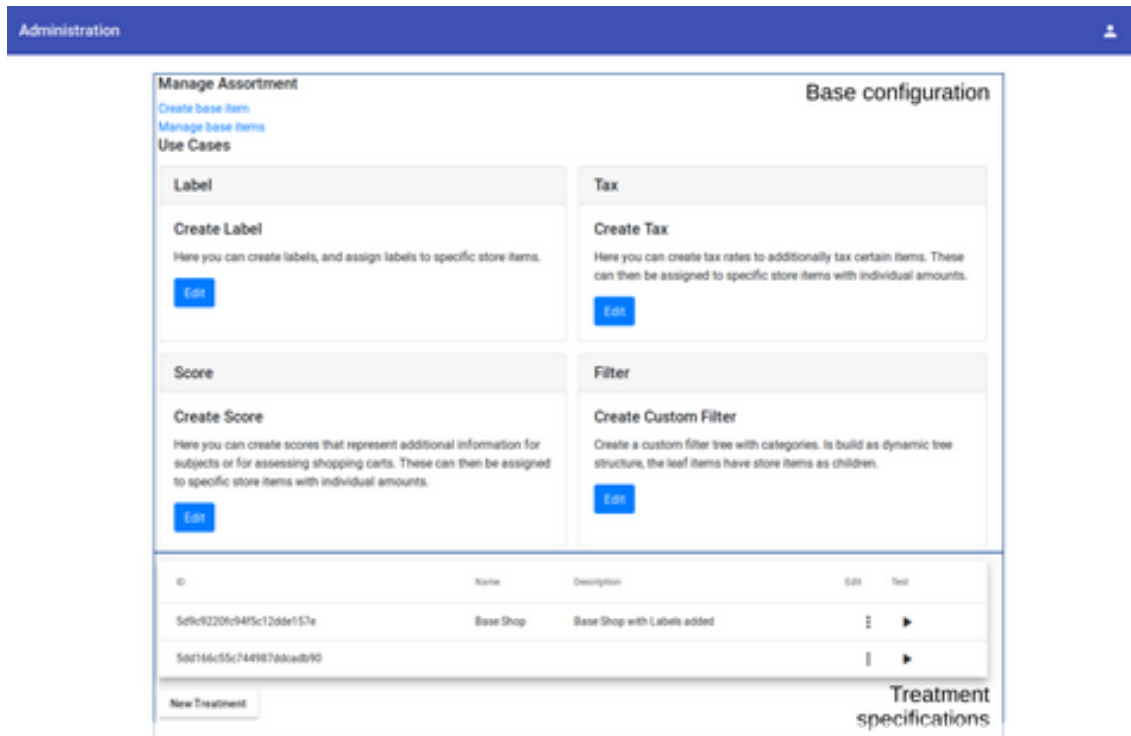 Administration
Manage Assortment
Base configuration
Create base item
Manage base items
Use Cases
Label
Create Label
Here you can create labels, and assign labels to specific store items.
Edit
Tax
Create Tax
Here you can create tax rates to additionally tax certain items. These
can then be assigned to specific store items with individual amounts.
Edit
Score
Create Score
Here you can create scores that represent additional information for
subjects or for assessing shopping carts. These can then be assigned
to specific store items with individual amounts.
Edit
Filter
Create Custom Filter
Create a custom filter tree with categories. Is build as dynamic tree
structure, the leaf items have store items as children.
Edit
ID Name Description Edit Test
5d9c9220fc94f5c12dde157e Base Shop Base Shop with Labels added
5dd166c55c744987ddcadb90
New Treatment
Treatment
specifications